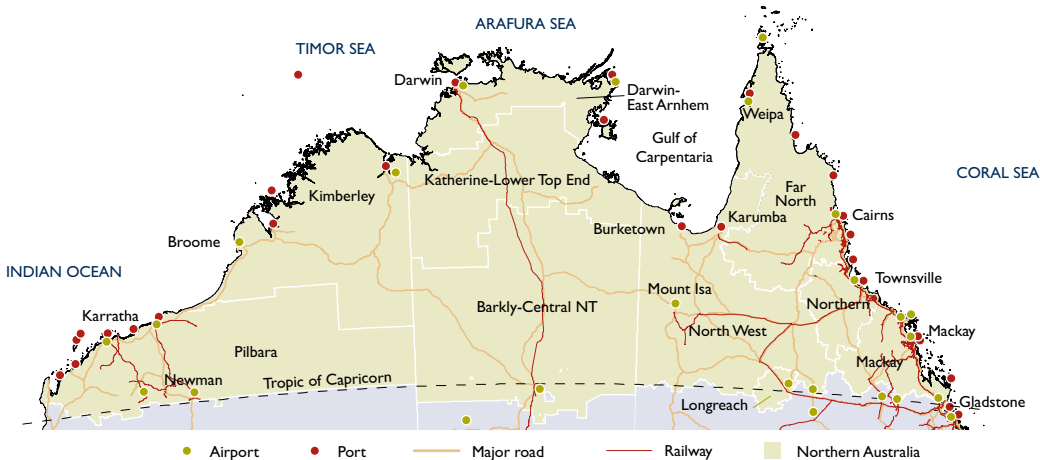 ARAFURA SEA
TIMOR SEA
Darwin
Darwin-
East Arnhem
Weipa
Gulf of
Carpentaria
CORAL SEA
Kimberley
Katherine-Lower Top End
Far
North
Karumba
Cairns
Burketown
Broome
INDIAN OCEAN
Townsville
Mount Isa
Barkly-Central NT
Northern
Karratha
North West
Mackay
Pilbara
Mackay
Newman
Tropic of Capricorn
Longreach
Gladstone
Airport
Port
Major road
Railway
Northern Australia